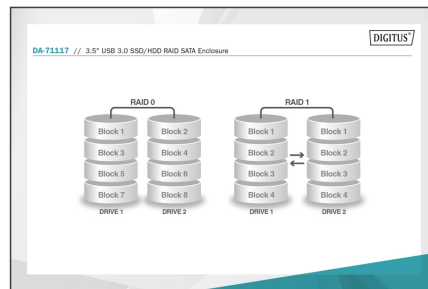 DIGITUS®
DA-71117 // 3.5" USB 3.0 SSD/HDD RAID SATA Enclosure
RAID 0
Block 1 Block 2
Block 3 Block 4
Block 5 Block 6
Block 7 Block 8
DRIVE 1 DRIVE 2
RAID 1
Block 1 Block 1
Block 2 Block 2
Block 3 Block 3
Block 4 Block 4
DRIVE 1 DRIVE 2